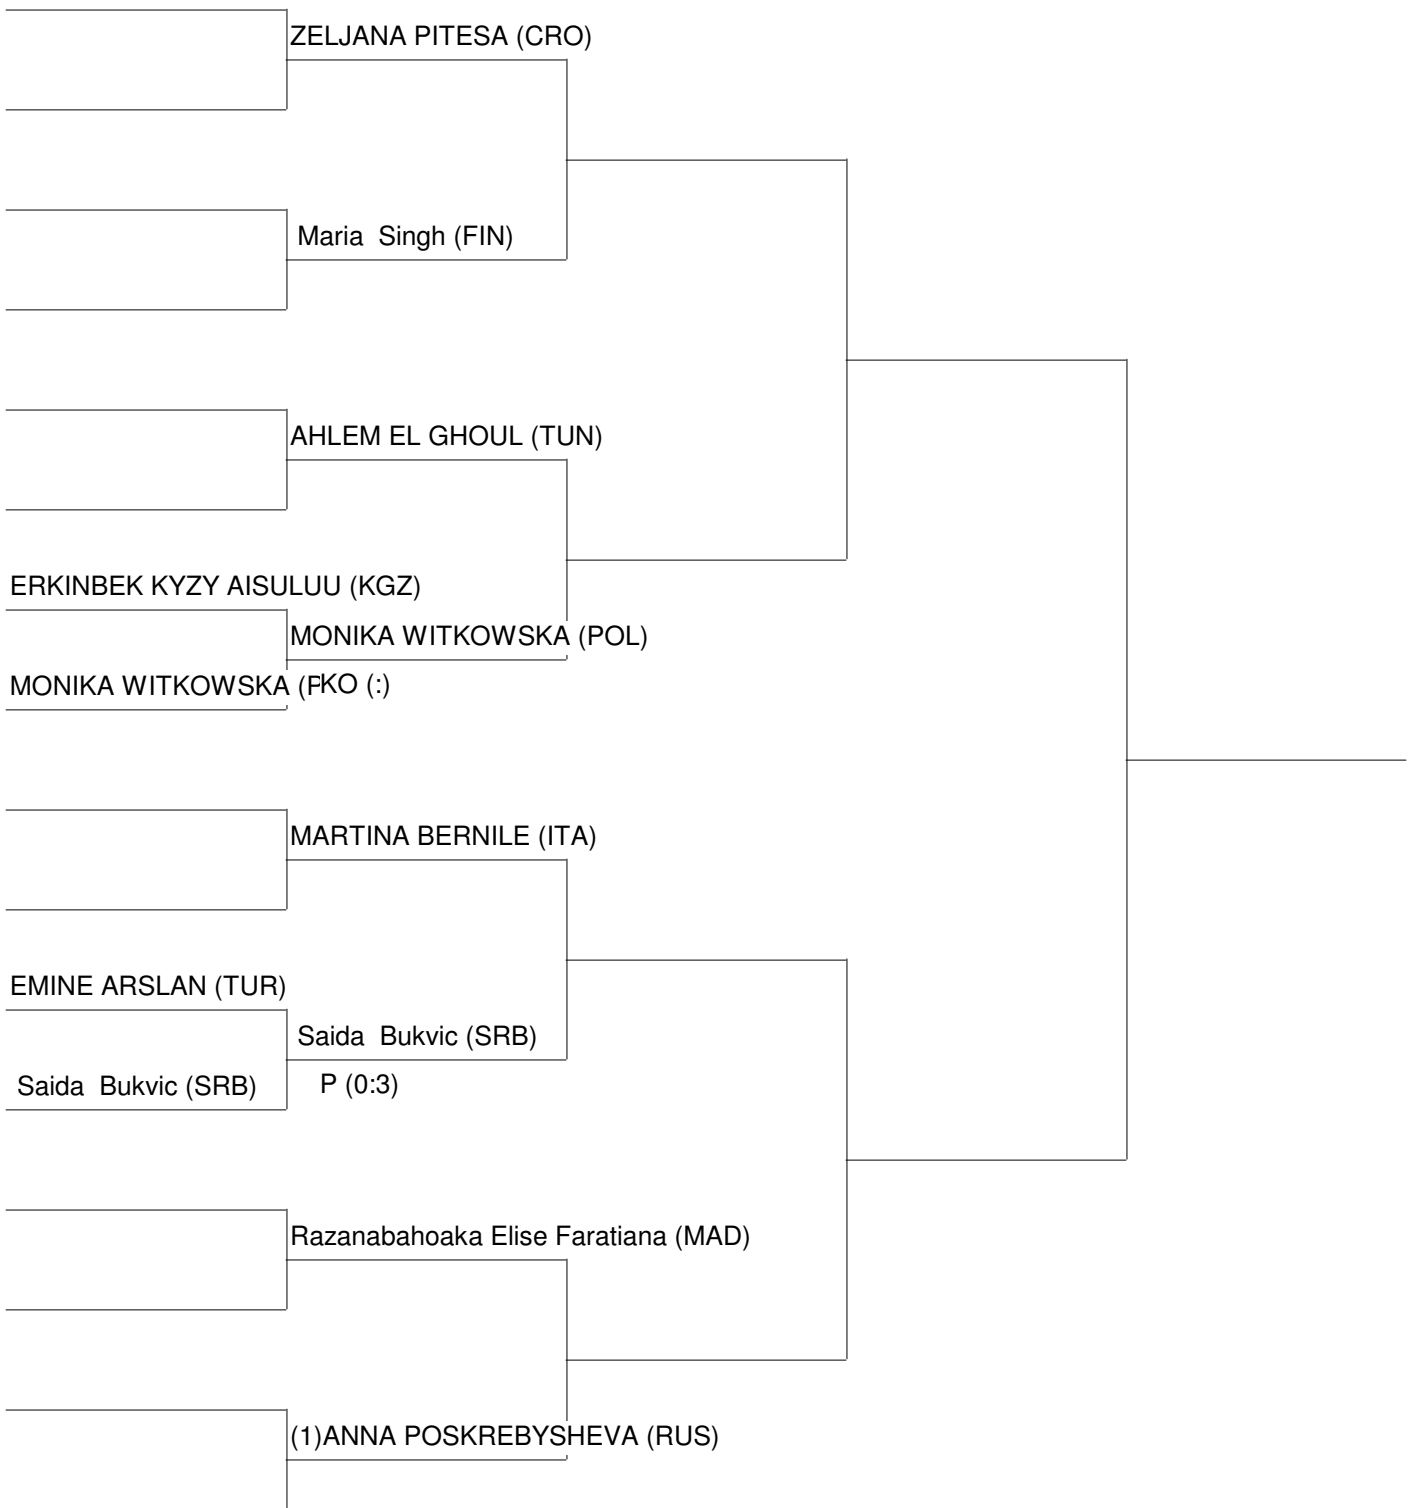 ZELJANA PITESA (CRO)
Maria Singh (FIN)
AHLEM EL GHOUL (TUN)
ERKINBEK KYZY AISULUU (KGZ)
MONIKA WITKOWSKA (POL)
MONIKA WITKOWSKA (PKO (:)
MARTINA BERNILE (ITA)
EMINE ARSLAN (TUR)
Saida Bukvic (SRB)
Saida Bukvic (SRB) P (0:3)
Razanabahoaka Elise Faratiana (MAD)
(1)ANNA POSKREBYSHEVA (RUS)